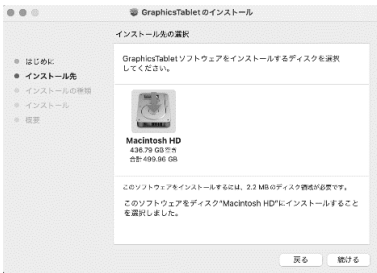 GraphicsTabletのインストール
インストール先の選択
はじめに
インストール先
インストールの種類
インストール
概要
GraphicsTabletソフトウェアをインストールするディスクを選択
してください。
Macintosh HD
436.79 GB空き
合計499.96 GB
このソフトウェアをインストールするには、2.2 MBのディスク領域が必要です。
このソフトウェアをディスク"Macintosh HD"にインストールすること
を選択しました。
戻る
続ける